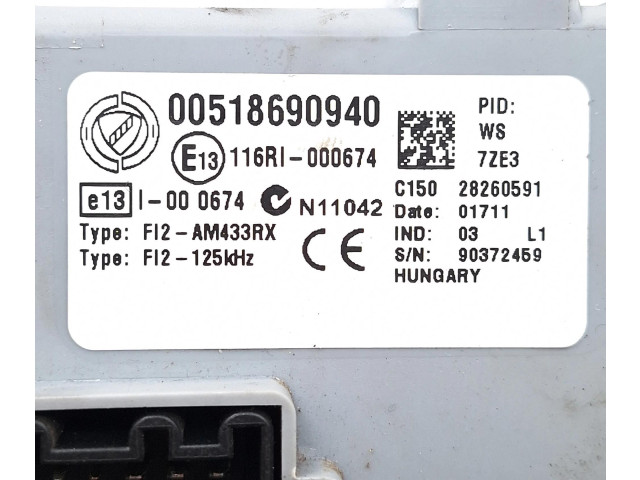 00518690940
E13 116RI-000674
e13 I-00 0674 N11042
Type: FI2-AM433RX
Type: FI2-125kHz
CE
PID:
WS
7ZE3
C150 28260591
Date: 01711
IND: 03 L1
S/N: 90372459
HUNGARY